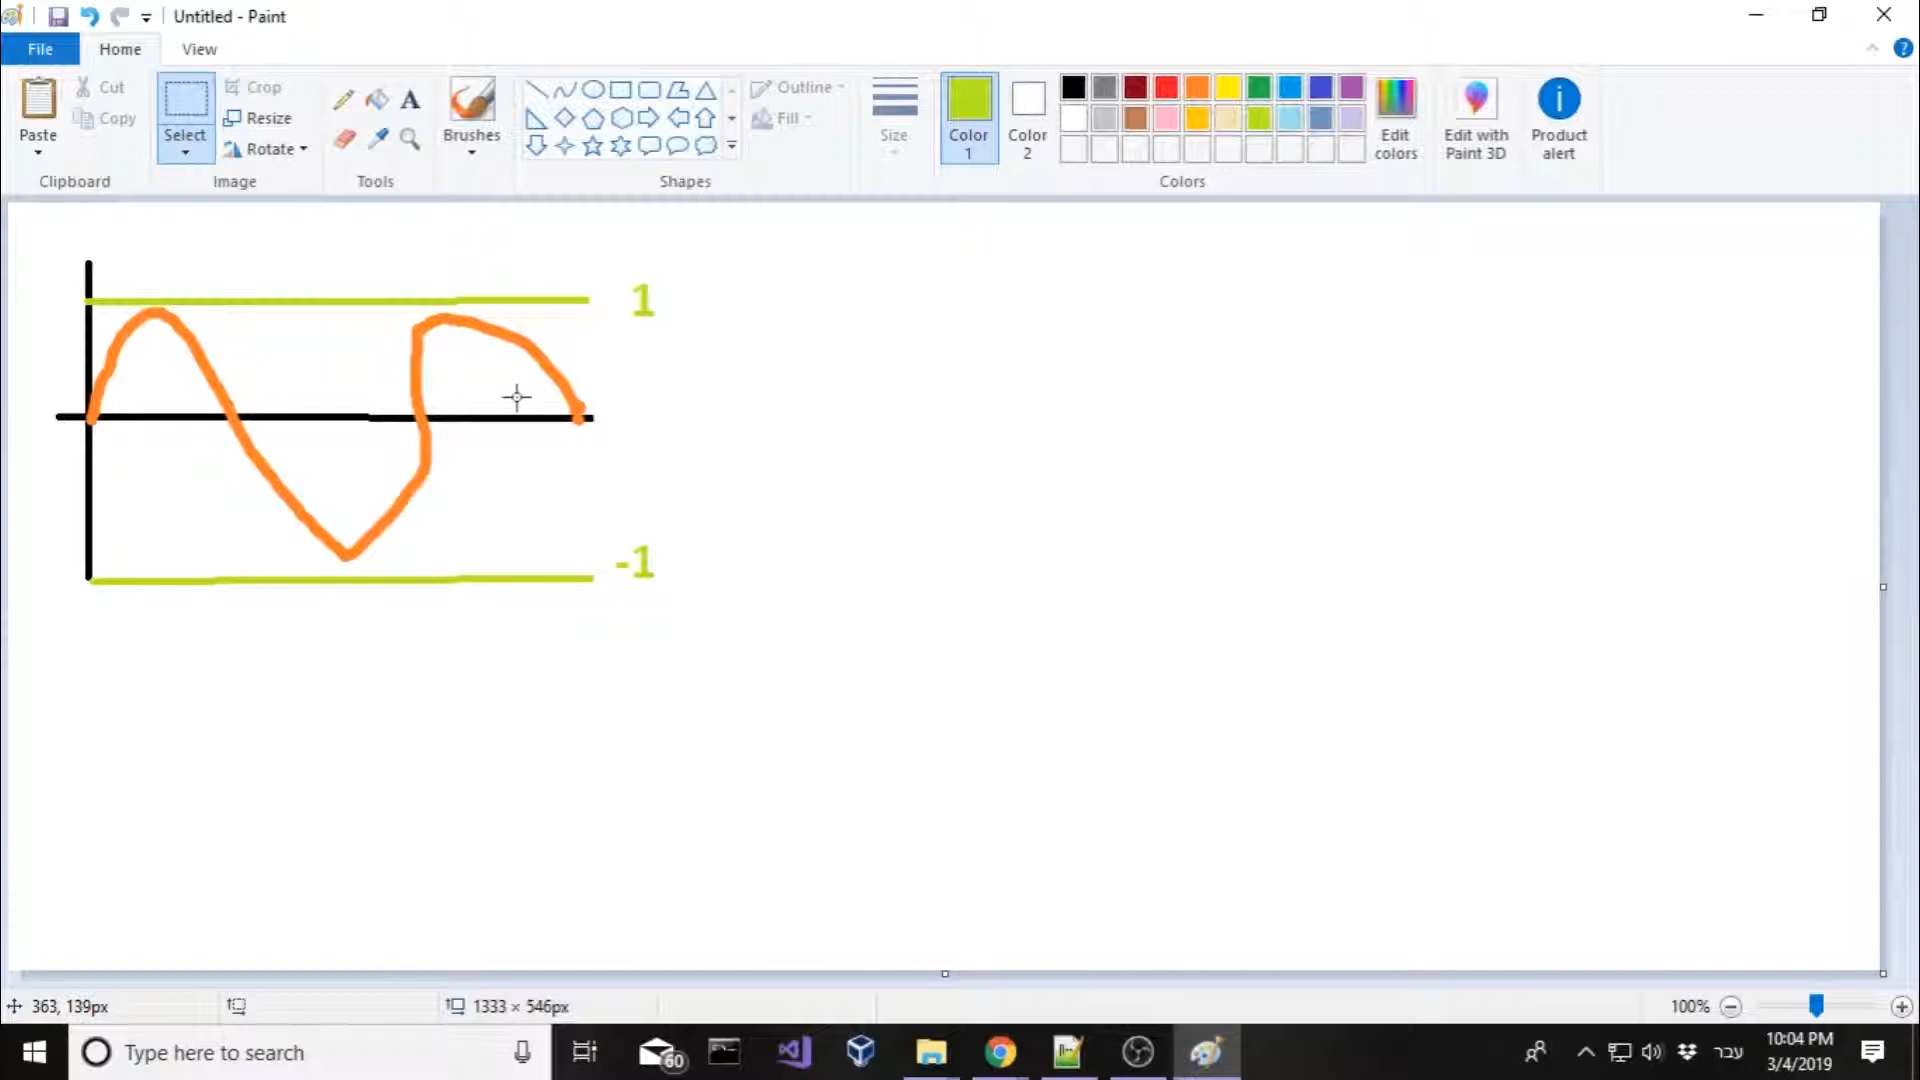 Untitled - Paint
File Home View
Paste
Cut
Copy
Clipboard
Select
Crop
Resize
Rotate
Image
A
Tools
Brushes
Shapes
Outline
Fill
Size
Color 1
Color 2
Edit colors
Colors
Edit with Paint 3D
Product alert
1
-1
363, 139px
1333 × 546px
100%
Type here to search
60
עבר
10:04 PM
3/4/2019